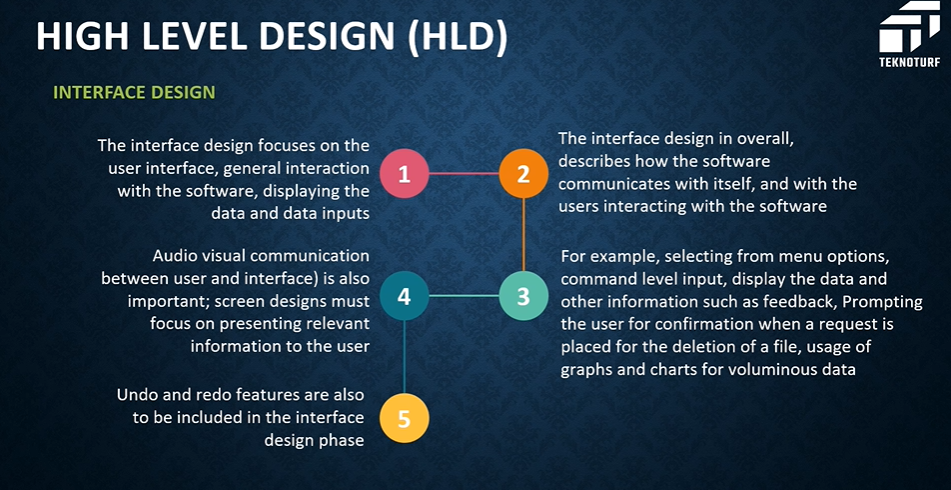 HIGH LEVEL DESIGN (HLD)
TEKNOTURF
INTERFACE DESIGN
The interface design focuses on the
user interface, general interaction
with the software, displaying the
data and data inputs
1
2
The interface design in overall,
describes how the software
communicates with itself, and with the
users interacting with the software
For example, selecting from menu options,
command level input, display the data and
other information such as feedback, Prompting
the user for confirmation when a request is
placed for the deletion of a file, usage of
graphs and charts for voluminous data
3
4
Audio visual communication
between user and interface) is also
important; screen designs must
focus on presenting relevant
information to the user
5
Undo and redo features are also
to be included in the interface
design phase